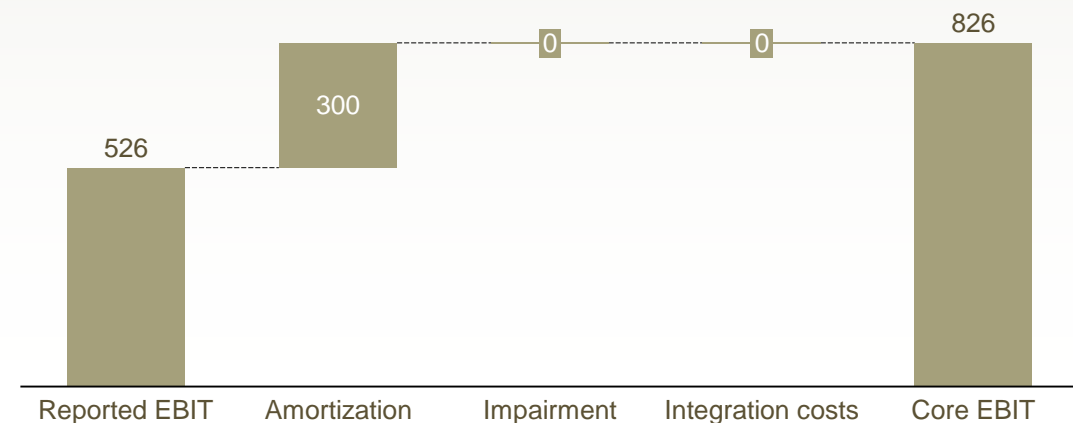 826
0
0
300
526
Reported EBIT
Amortization
Impairment
Integration costs
Core EBIT